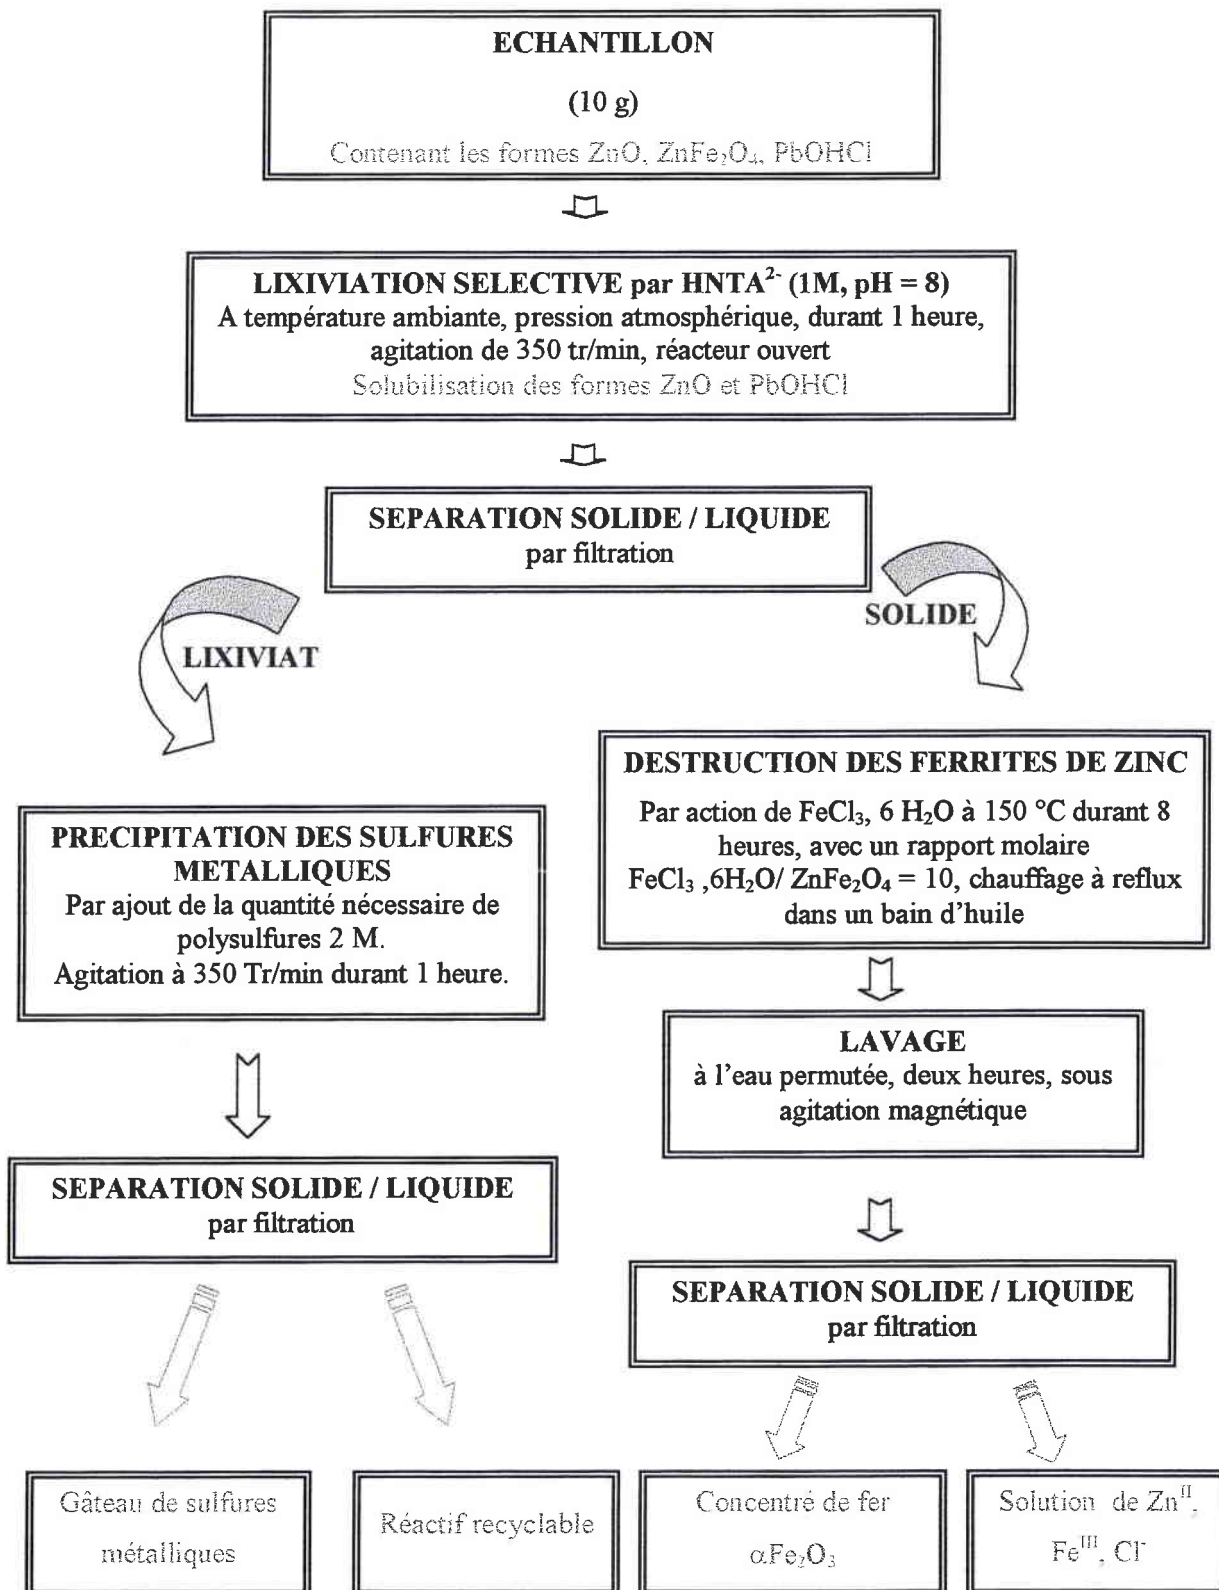 ECHANTILLON
(10 g)
Contenant les formes ZnO, ZnFe₂O₄, PbOHCl
LIXIVIATION SELECTIVE par HNTA²⁻ (1M, pH = 8)
A température ambiante, pression atmosphérique, durant 1 heure,
agitation de 350 tr/min, réacteur ouvert
Solubilisation des formes ZnO et PbOHCl
SEPARATION SOLIDE / LIQUIDE
par filtration
LIXIVIAT
PRECIPITATION DES SULFURES
METALLIQUES
Par ajout de la quantité nécessaire de
polysulfures 2 M.
Agitation à 350 Tr/min durant 1 heure.
SEPARATION SOLIDE / LIQUIDE
par filtration
Gâteau de sulfures
métalliques
Réactif recyclable
SOLIDE
DESTRUCTION DES FERRITES DE ZINC
Par action de FeCl₃, 6 H₂O à 150 °C durant 8
heures, avec un rapport molaire
FeCl₃ ,6H₂O/ ZnFe₂O₄ = 10, chauffage à reflux
dans un bain d'huile
LAVAGE
à l'eau permutée, deux heures, sous
agitation magnétique
SEPARATION SOLIDE / LIQUIDE
par filtration
Concentré de fer
αFe₂O₃
Solution de Znᴵᴵ,
Feᴵᴵᴵ, Cl⁻